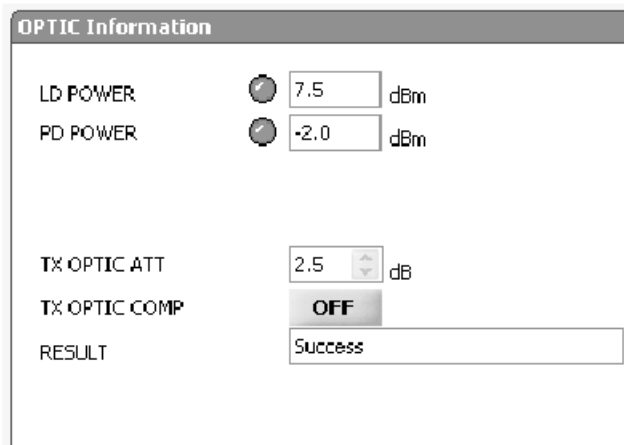 OPTIC Information
LD POWER 7.5 dBm
PD POWER -2.0 dBm
TX OPTIC ATT 2.5 dB
TX OPTIC COMP OFF
RESULT Success